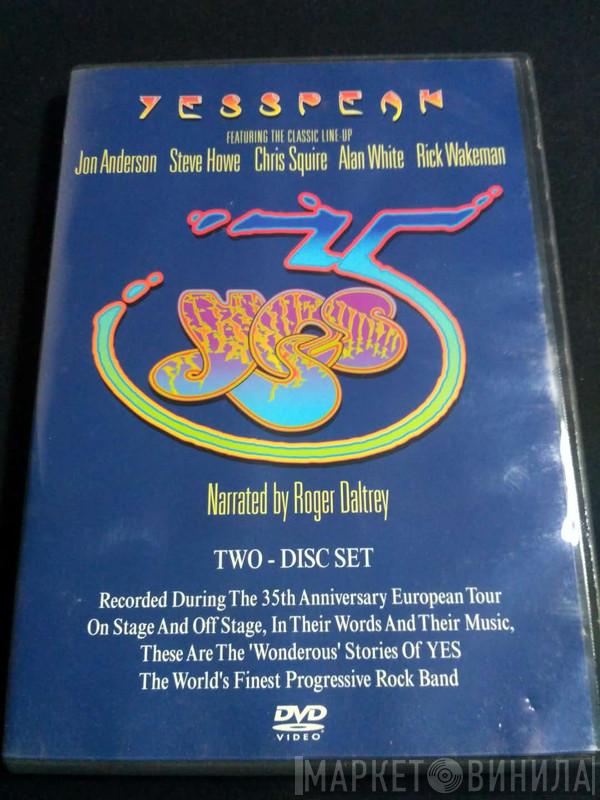 YESSPEAK
FEATURING THE CLASSIC LINE-UP
Jon Anderson Steve Howe Chris Squire Alan White Rick Wakeman
35
Yes
Narrated by Roger Daltrey
TWO - DISC SET
Recorded During The 35th Anniversary European Tour
On Stage And Off Stage, In Their Words And Their Music,
These Are The 'Wonderous' Stories Of YES
The World's Finest Progressive Rock Band
DVD
VIDEO
МАРКЕТ ВИНИЛА